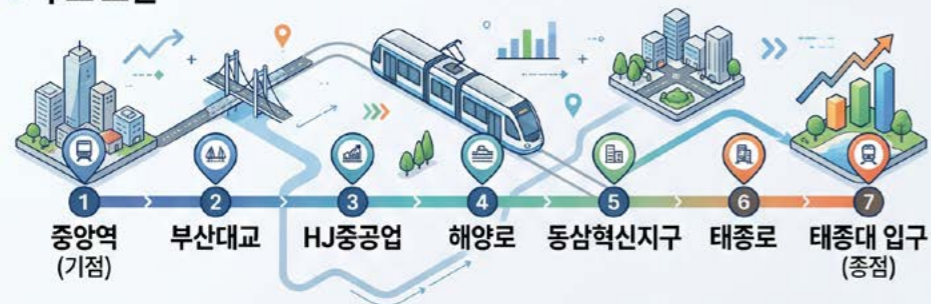 1
2
3
4
5
6
7
중앙역
(기점)
부산대교
HJ중공업
해양로
동삼혁신지구
태종로
태종대 입구
(종점)